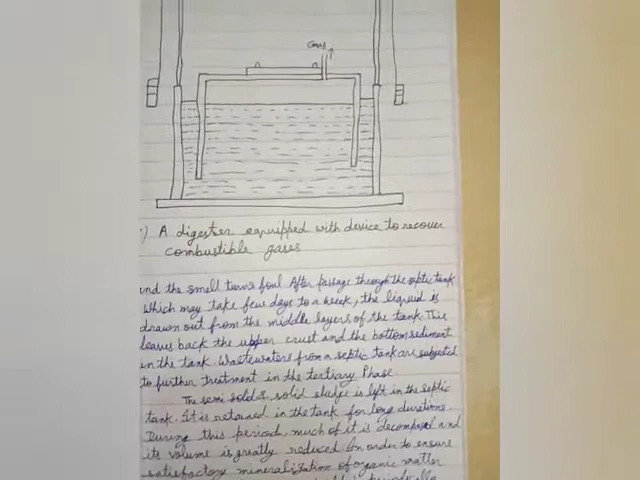 Gas
A digester equipped with device to recover
combustible gases
and the smell turns foul After passage through the septic tank
which may take few days to a week, the liquid is
drawn out from the middle layers of the tank. This
leaves back the upper crust and the bottom sediment
in the tank. Wastewaters from a septic tank are subjected
to further treatment in the tertiary Phase.
The semi solid & solid sludge is left in the septic
tank. It is retained in the tank for long durations.
During this period, much of it is decomposed and
its volume is greatly reduced In order to ensure
satisfactory mineralization of organic matter
periodically